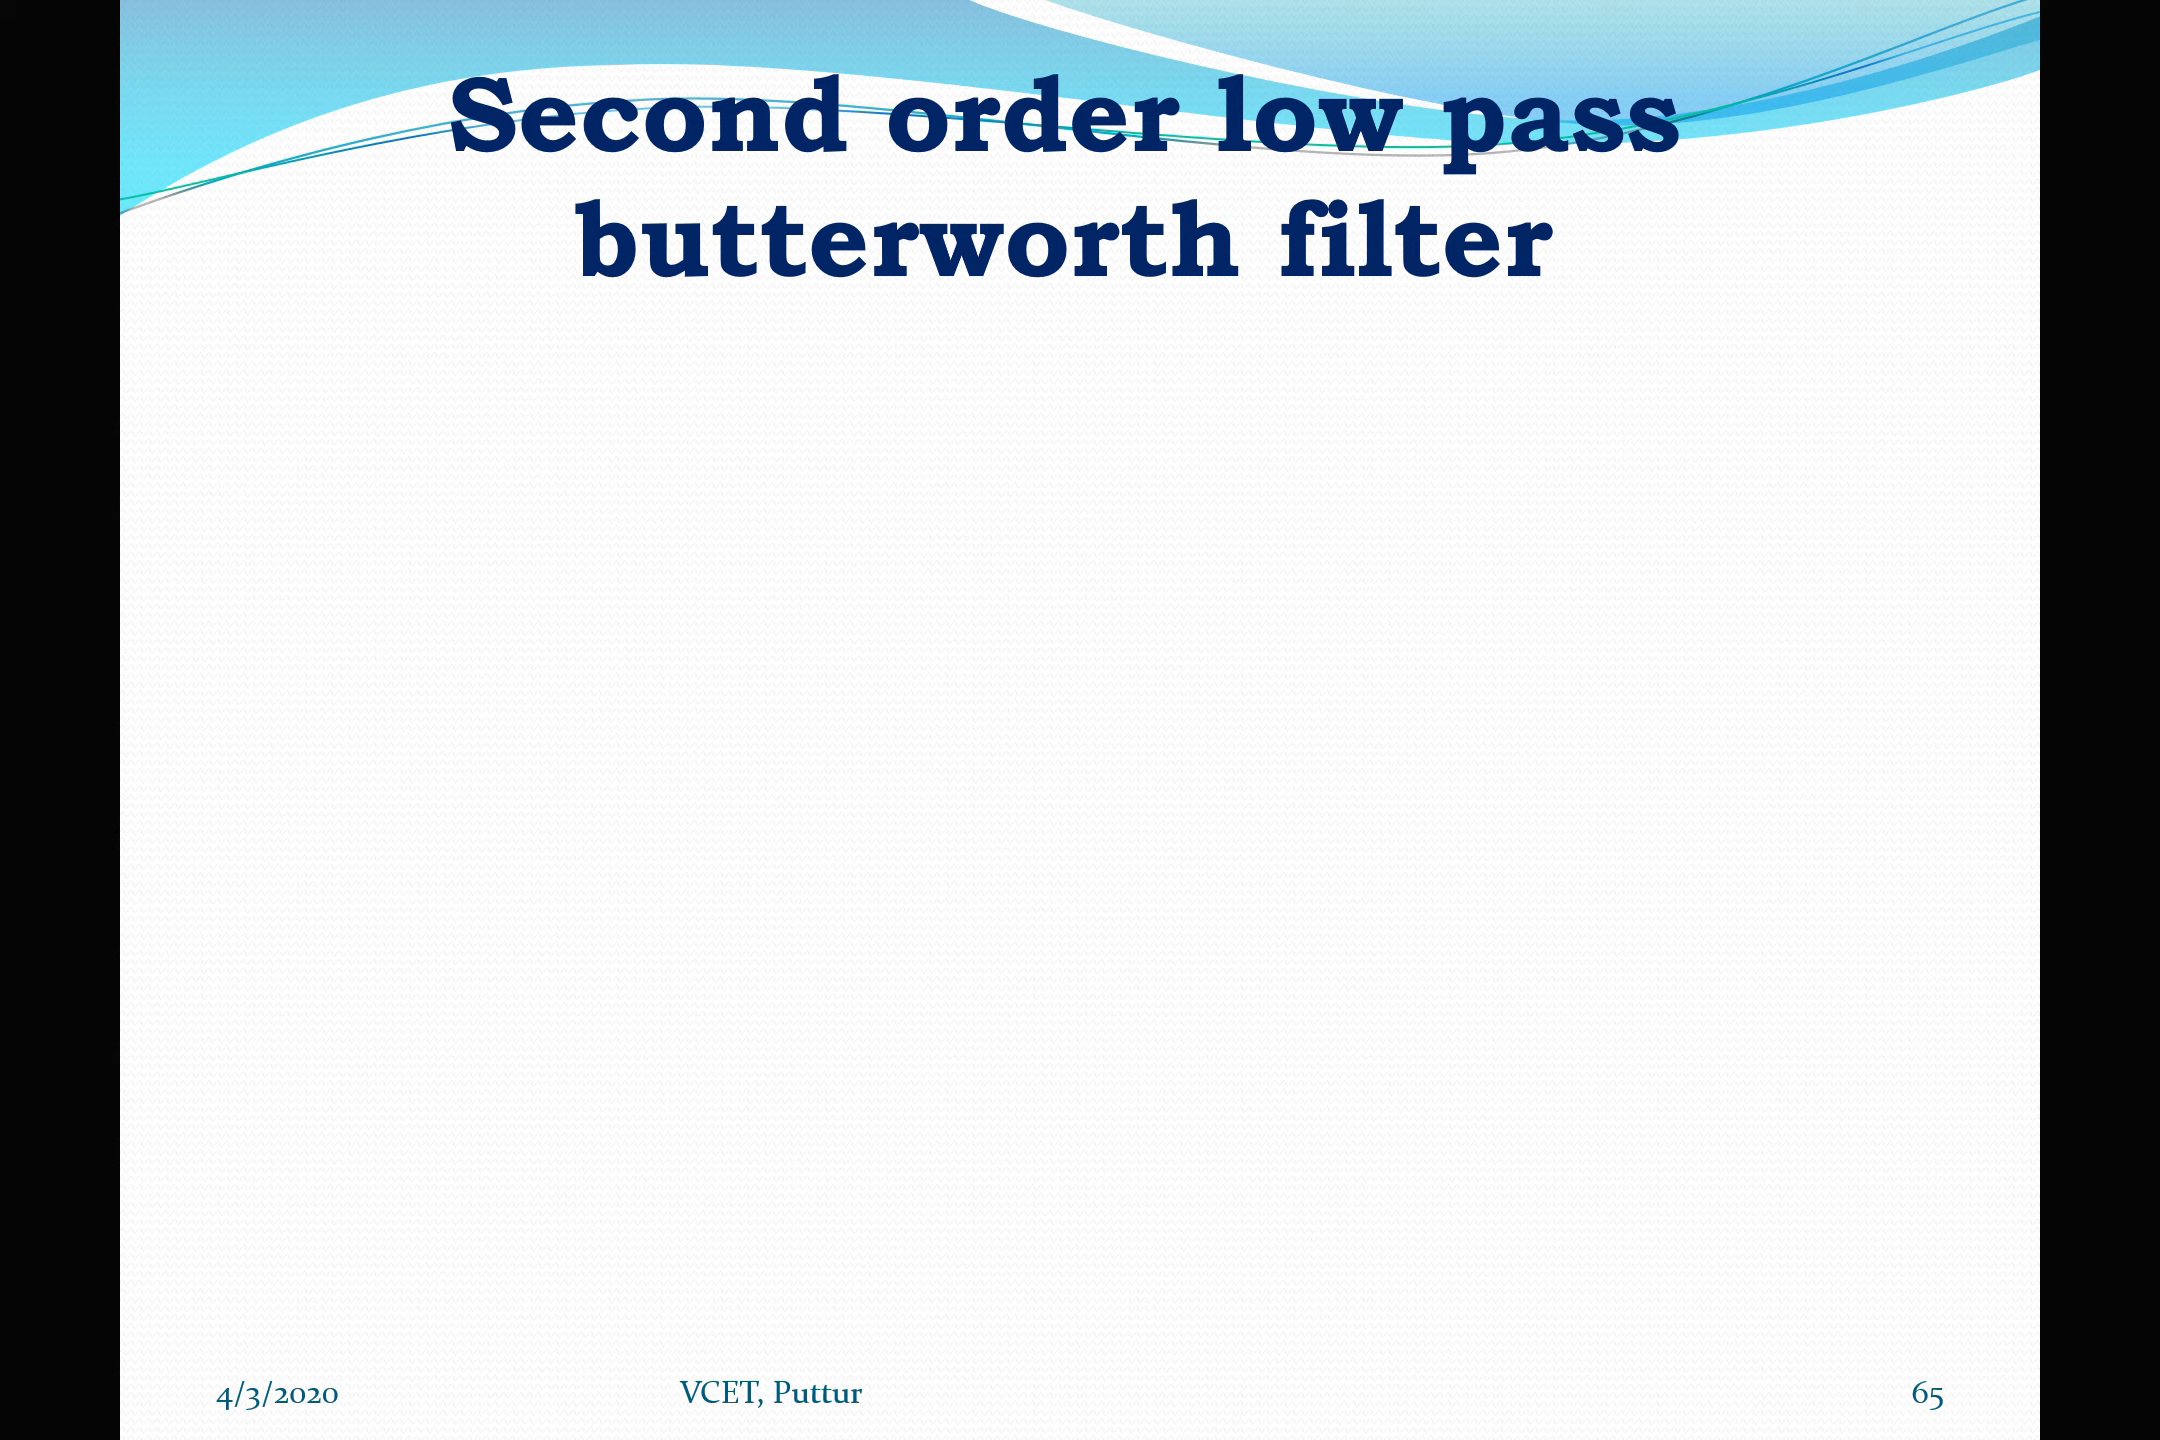 Second order low pass
butterworth filter
4/3/2020
VCET, Puttur
65